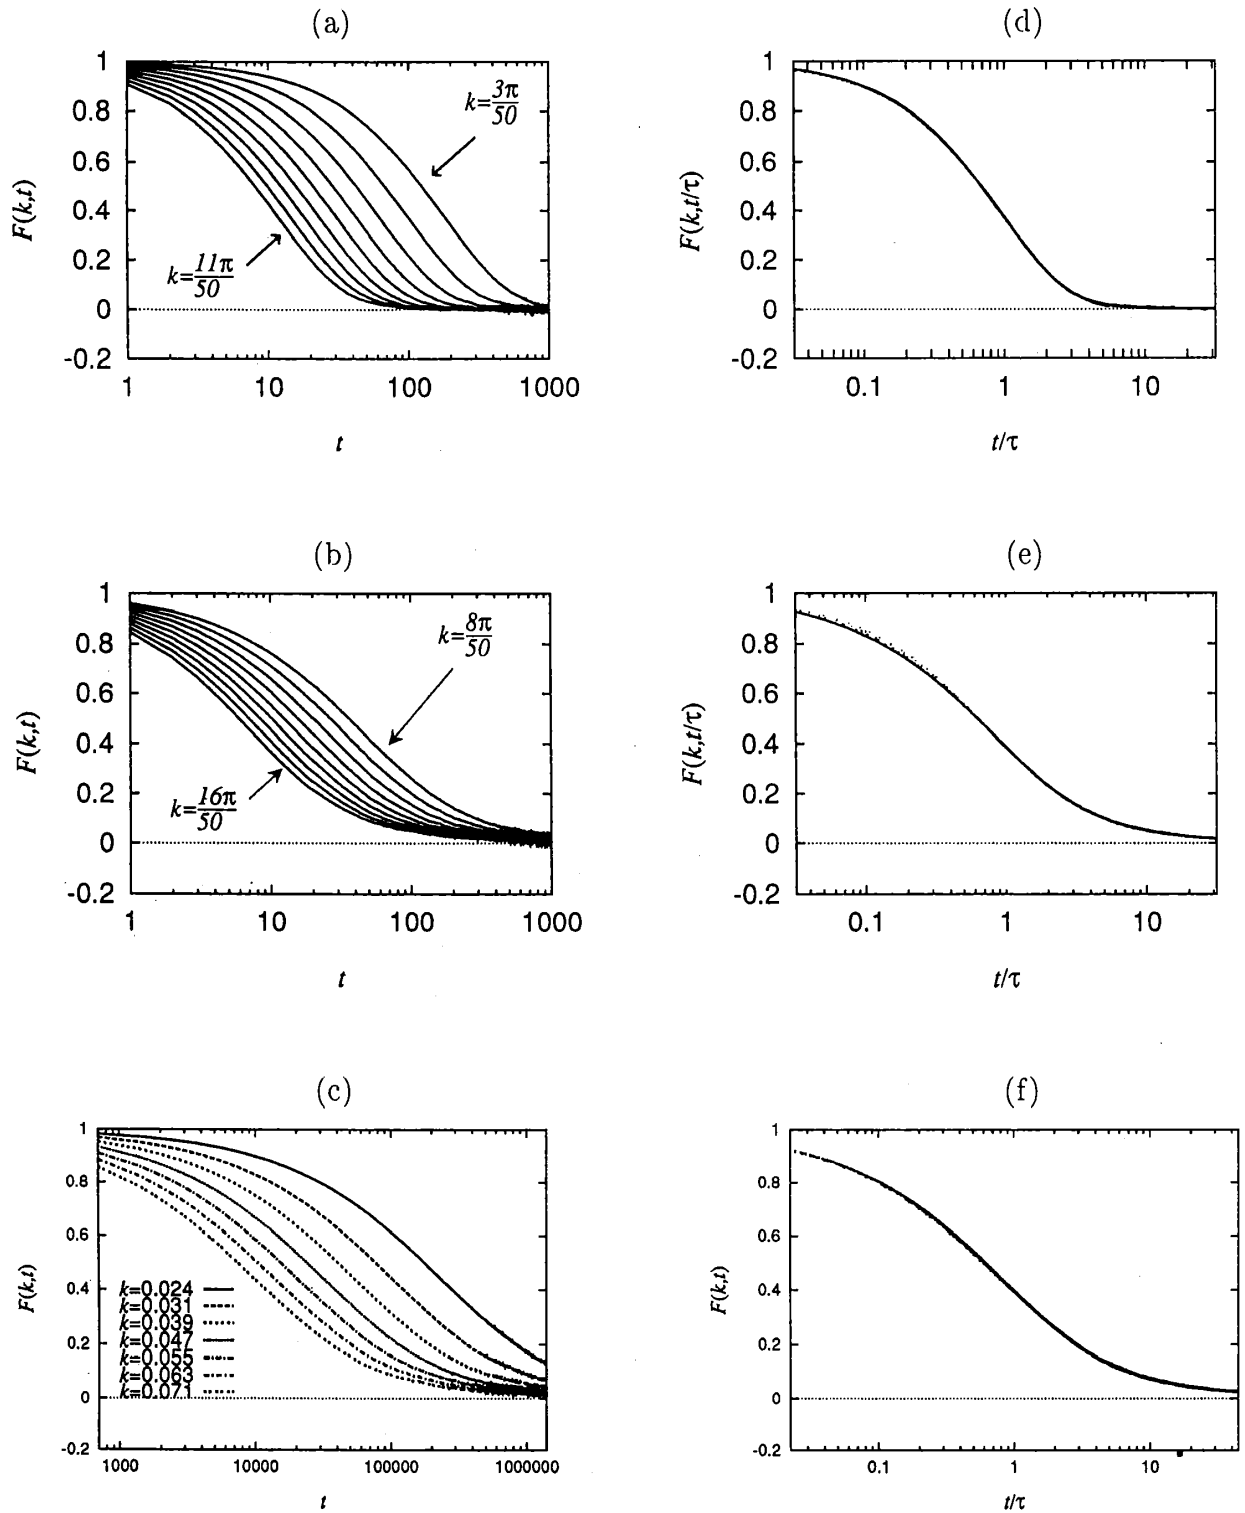 (a)
1
0.8
0.6
0.4
0.2
0
-0.2
F(k,t)
k=3π/50
k=11π/50
1 10 100 1000
t
(d)
1
0.8
0.6
0.4
0.2
0
-0.2
F(k,t/τ)
0.1 1 10
t/τ
(b)
1
0.8
0.6
0.4
0.2
0
-0.2
F(k,t)
k=8π/50
k=16π/50
1 10 100 1000
t
(e)
1
0.8
0.6
0.4
0.2
0
-0.2
F(k,t/τ)
0.1 1 10
t/τ
(c)
1
0.8
0.6
0.4
0.2
0
-0.2
F(k,t)
k=0.024
k=0.031
k=0.039
k=0.047
k=0.055
k=0.063
k=0.071
1000 10000 100000 1000000
t
(f)
1
0.8
0.6
0.4
0.2
0
-0.2
F(k,t)
0.1 1 10
t/τ